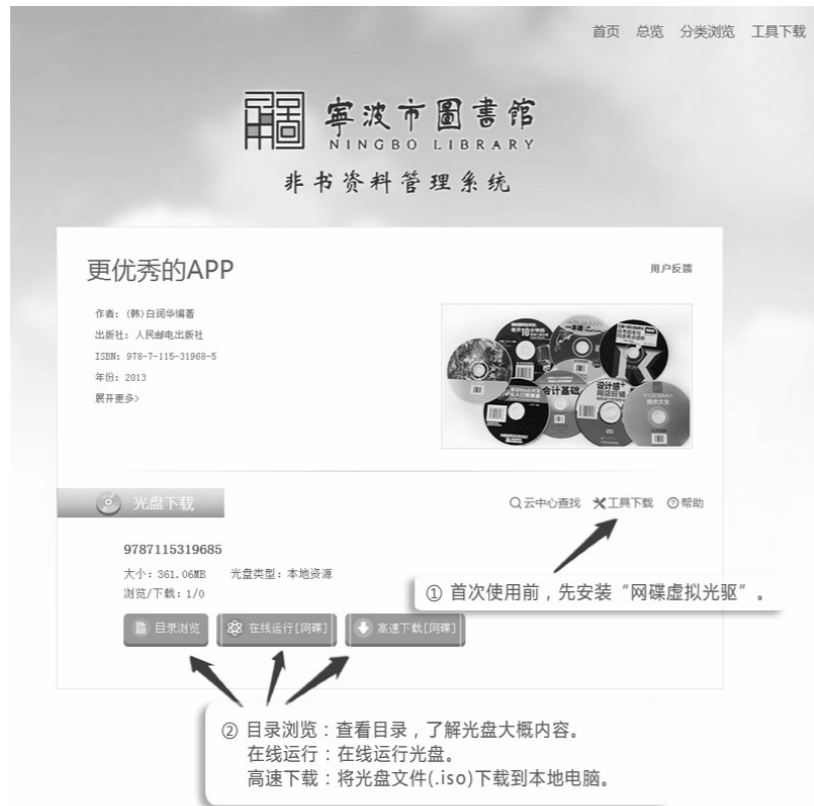 首页 总览 分类浏览 工具下载
寧波市圖書館
NINGBO LIBRARY
非书资料管理系统
更优秀的APP
用户反馈
作者：(韩)白润华编著
出版社：人民邮电出版社
ISBN：978-7-115-31968-5
年份：2013
展开更多>
会计基础
光盘下载
云中心查找 工具下载 帮助
9787115319685
大小：361.06MB 光盘类型：本地资源
浏览/下载：1/0
① 首次使用前，先安装“网碟虚拟光驱”。
目录浏览 在线运行[网碟] 高速下载[网碟]
② 目录浏览：查看目录，了解光盘大概内容。
在线运行：在线运行光盘。
高速下载：将光盘文件(.iso)下载到本地电脑。